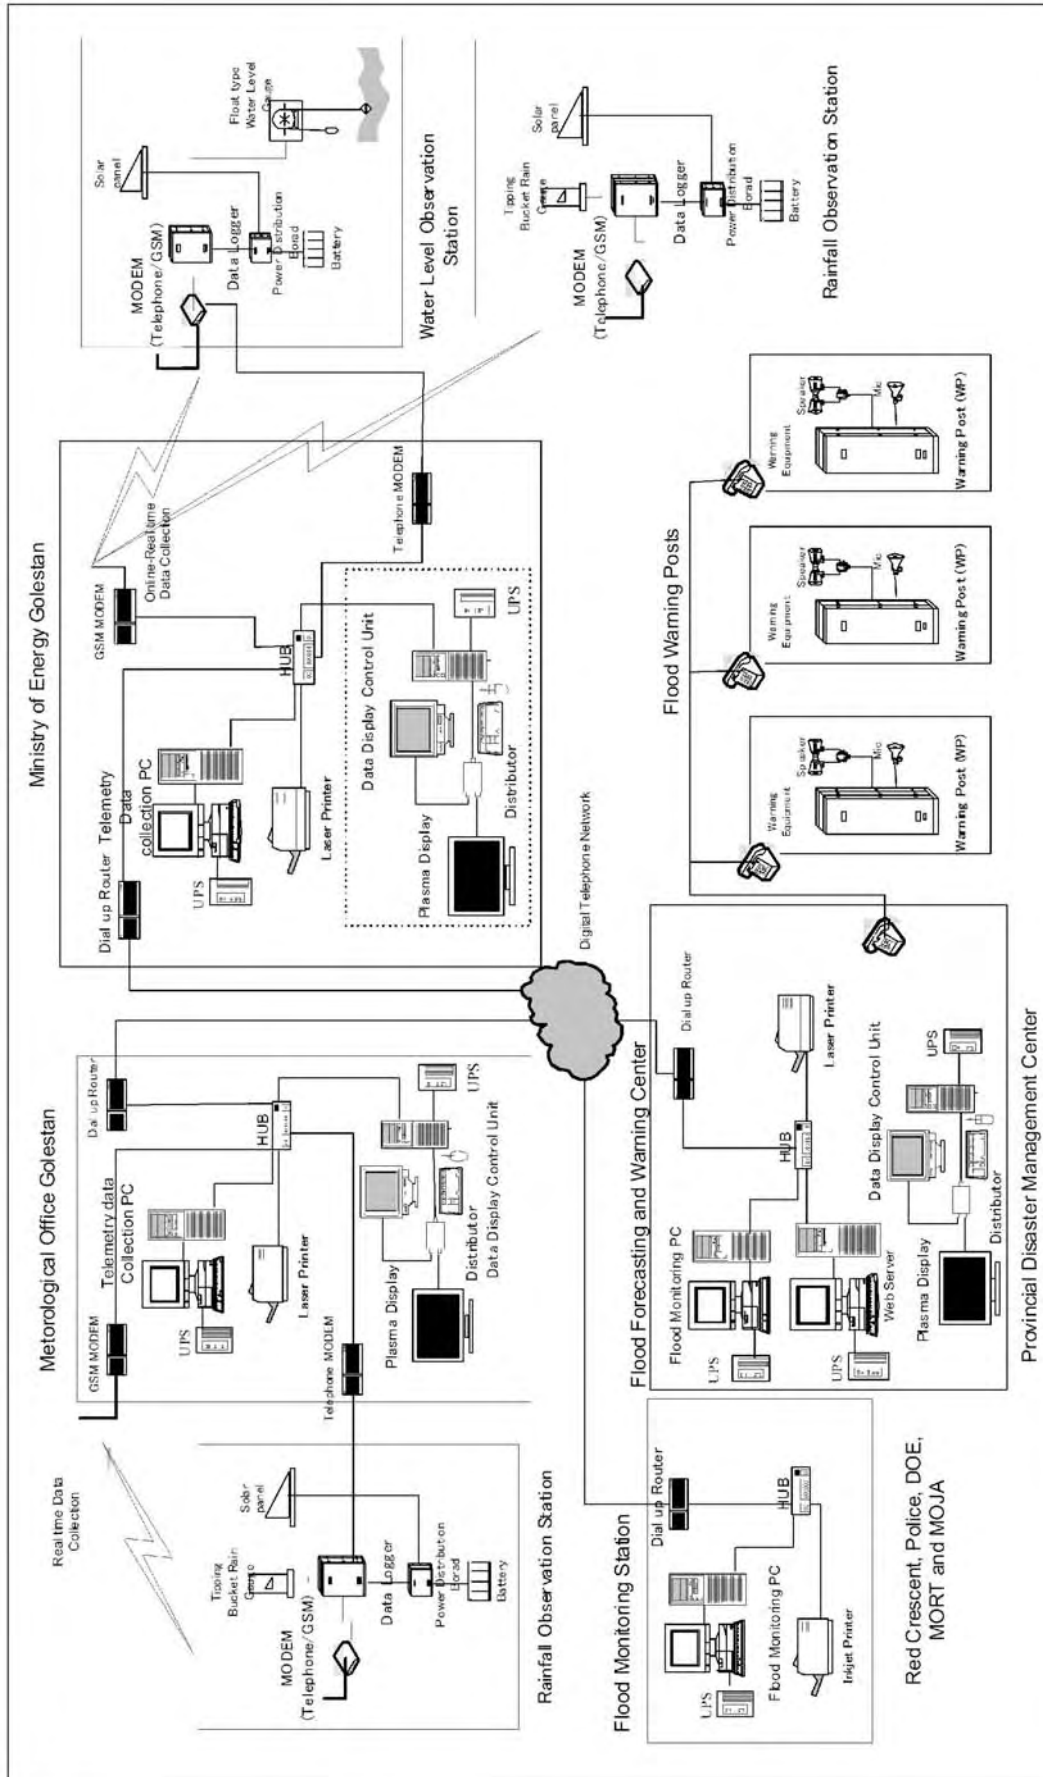 Real time Data
Collection
Metorological Office Golestan
GSM MODEM
Telemetry data
Collection PC
Dial up Router
UPS
Laser Printer
HUB
Telephone MODEM
Plasma Display
Distributor
Data Display Control Unit
UPS
Tipping
Bucket Rain
Gauge
Solar
panel
MODEM
(Telephone/GSM)
Data Logger
Power Distribution
Borad
Battery
Rainfall Observation Station
Ministry of Energy Golestan
Dial up Router
Telemetry
Data
collection PC
GSM MODEM
Online-Realtime
Data Collection
UPS
Laser Printer
HUB
Telephone MODEM
Data Display Control Unit
Plasma Display
Distributor
UPS
MODEM
(Telephone/GSM)
Solar
panel
Float type
Water Level
Gauge
Data Logger
Power Distribution
Borad
Battery
Water Level Observation
Station
Tipping
Bucket Rain
Gauge
Solar
panel
MODEM
(Telephone/GSM)
Data Logger
Power Distribution
Borad
Battery
Rainfall Observation Station
Digital Telephone Network
Flood Monitoring Station
Dial up Router
UPS
Flood Monitoring PC
HUB
Inkjet Printer
Red Crescent, Police, DOE,
MORT and MOJA
Flood Forecasting and Warning Center
Dial up Router
Flood Monitoring PC
UPS
HUB
Laser Printer
Web Server
UPS
Data Display Control Unit
Plasma Display
Distributor
UPS
Provincial Disaster Management Center
Flood Warning Posts
Warning
Equipment
Speaker
Mic
Warning Post (WP)
Warning
Equipment
Speaker
Mic
Warning Post (WP)
Warning
Equipment
Speaker
Mic
Warning Post (WP)